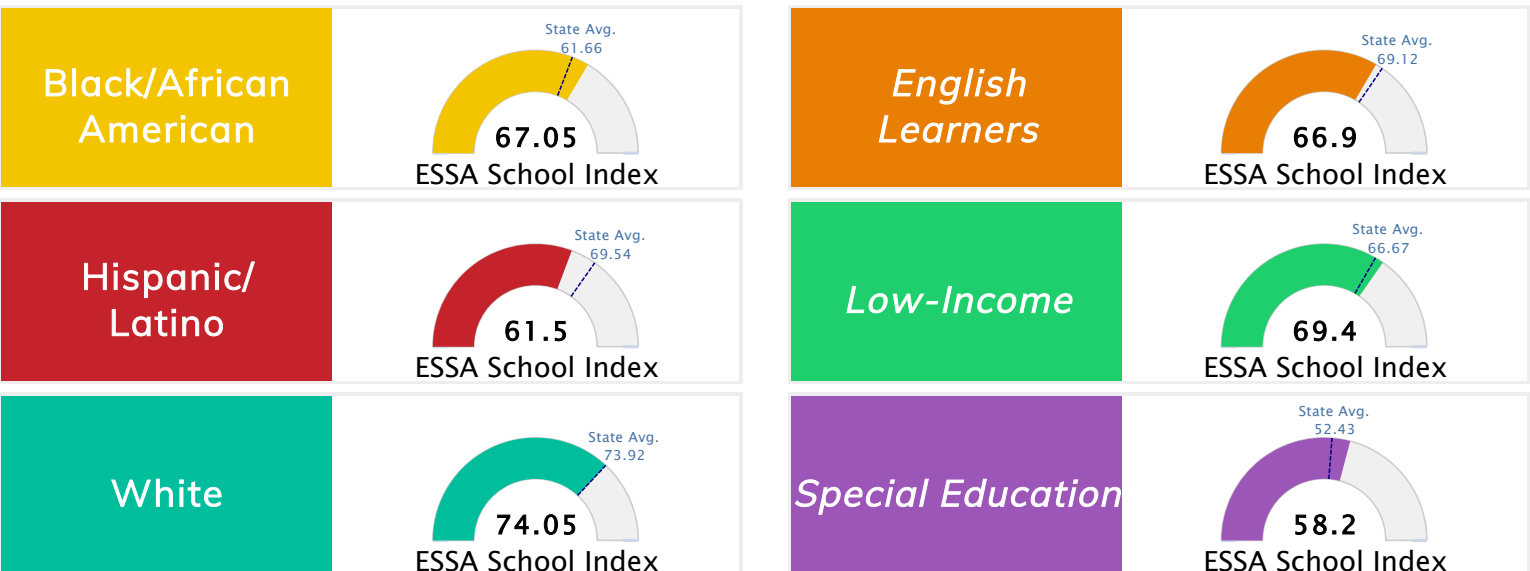 Black/African
American
State Avg.
61.66
67.05
ESSA School Index
English
Learners
State Avg.
69.12
66.9
ESSA School Index
Hispanic/
Latino
State Avg.
69.54
61.5
ESSA School Index
Low-Income
State Avg.
66.67
69.4
ESSA School Index
White
State Avg.
73.92
74.05
ESSA School Index
Special Education
State Avg.
52.43
58.2
ESSA School Index